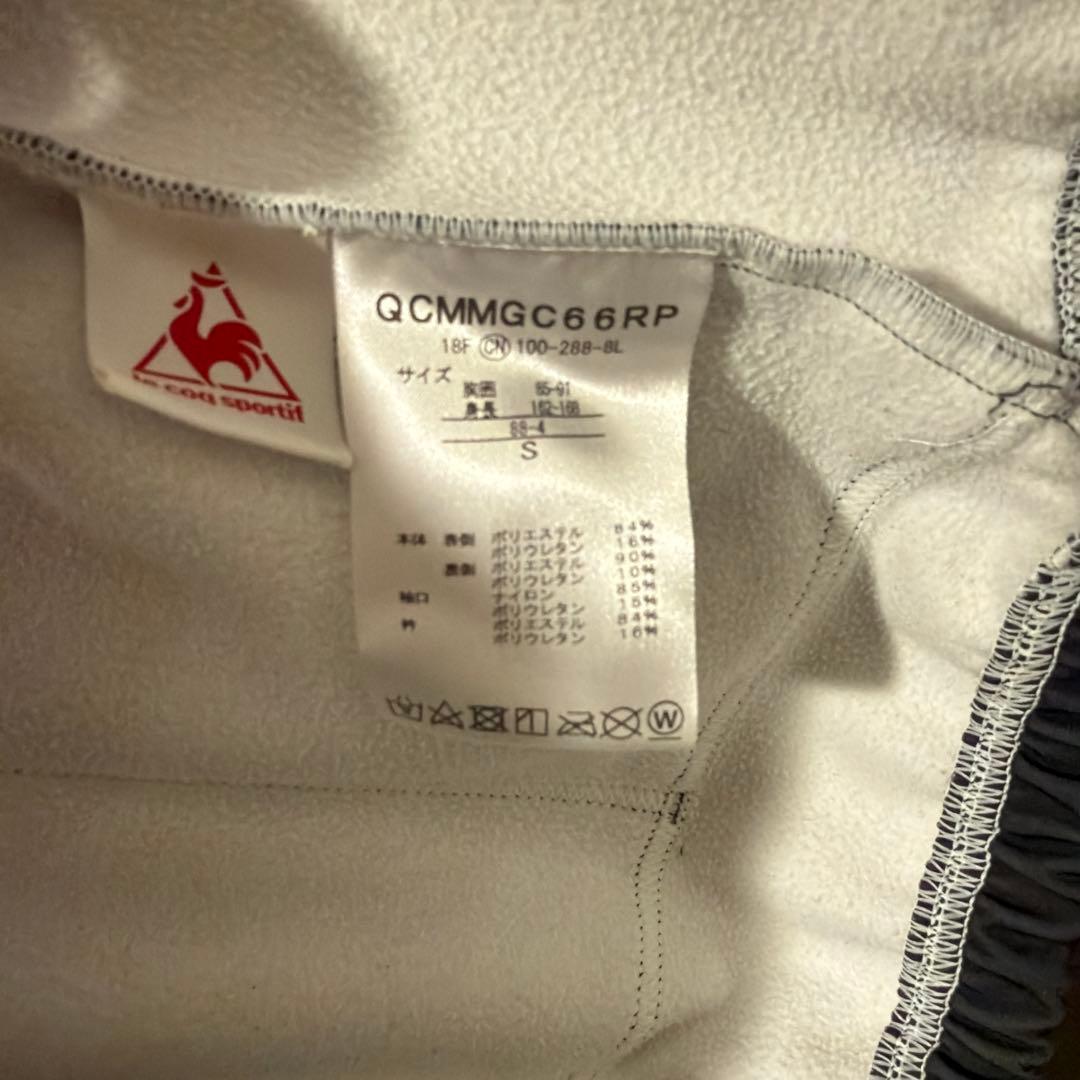 le coq sportif
QCMMGC66RP
18F CN 100-288-8L
サイズ
胸囲 85-91
身長 162-168
88-4
S
本体 表側 ポリエステル 84%
ポリウレタン 16%
裏側 ポリエステル 90%
ポリウレタン 10%
袖口 ナイロン 85%
ポリウレタン 15%
衿 ポリエステル 84%
ポリウレタン 16%
W